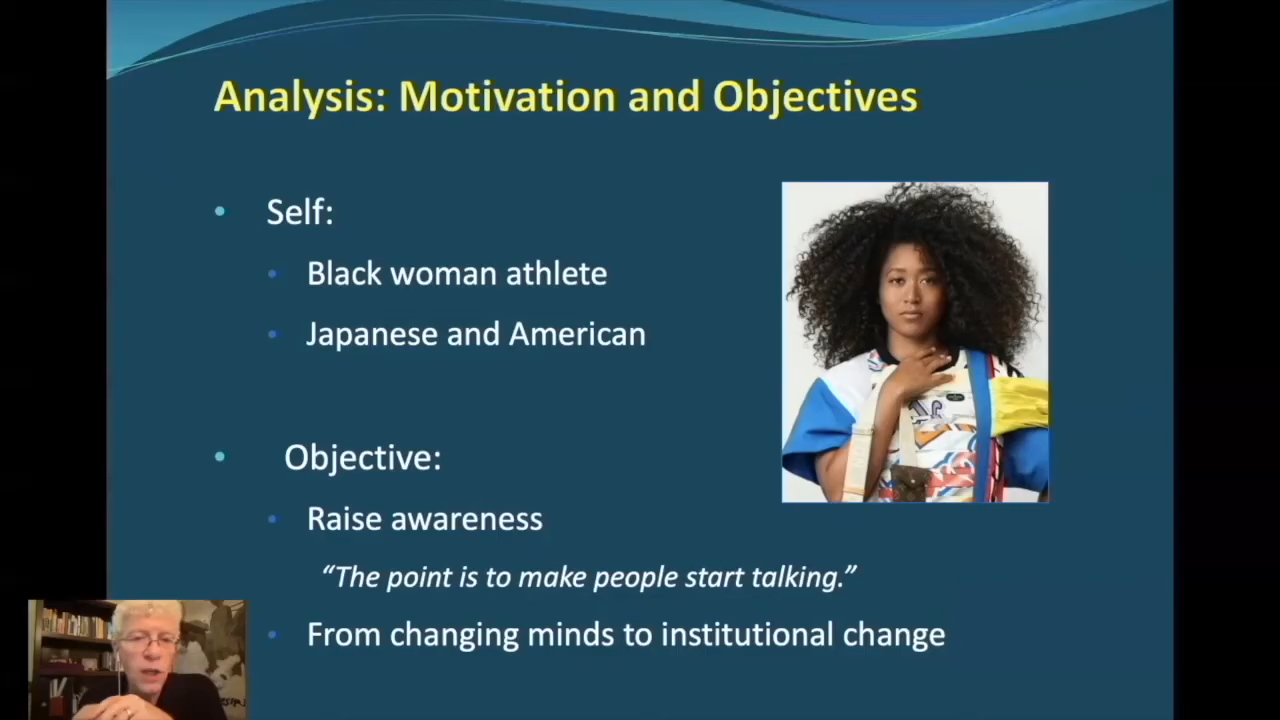 Analysis: Motivation and Objectives
• Self:
• Black woman athlete
• Japanese and American
• Objective:
• Raise awareness
“The point is to make people start talking.”
• From changing minds to institutional change